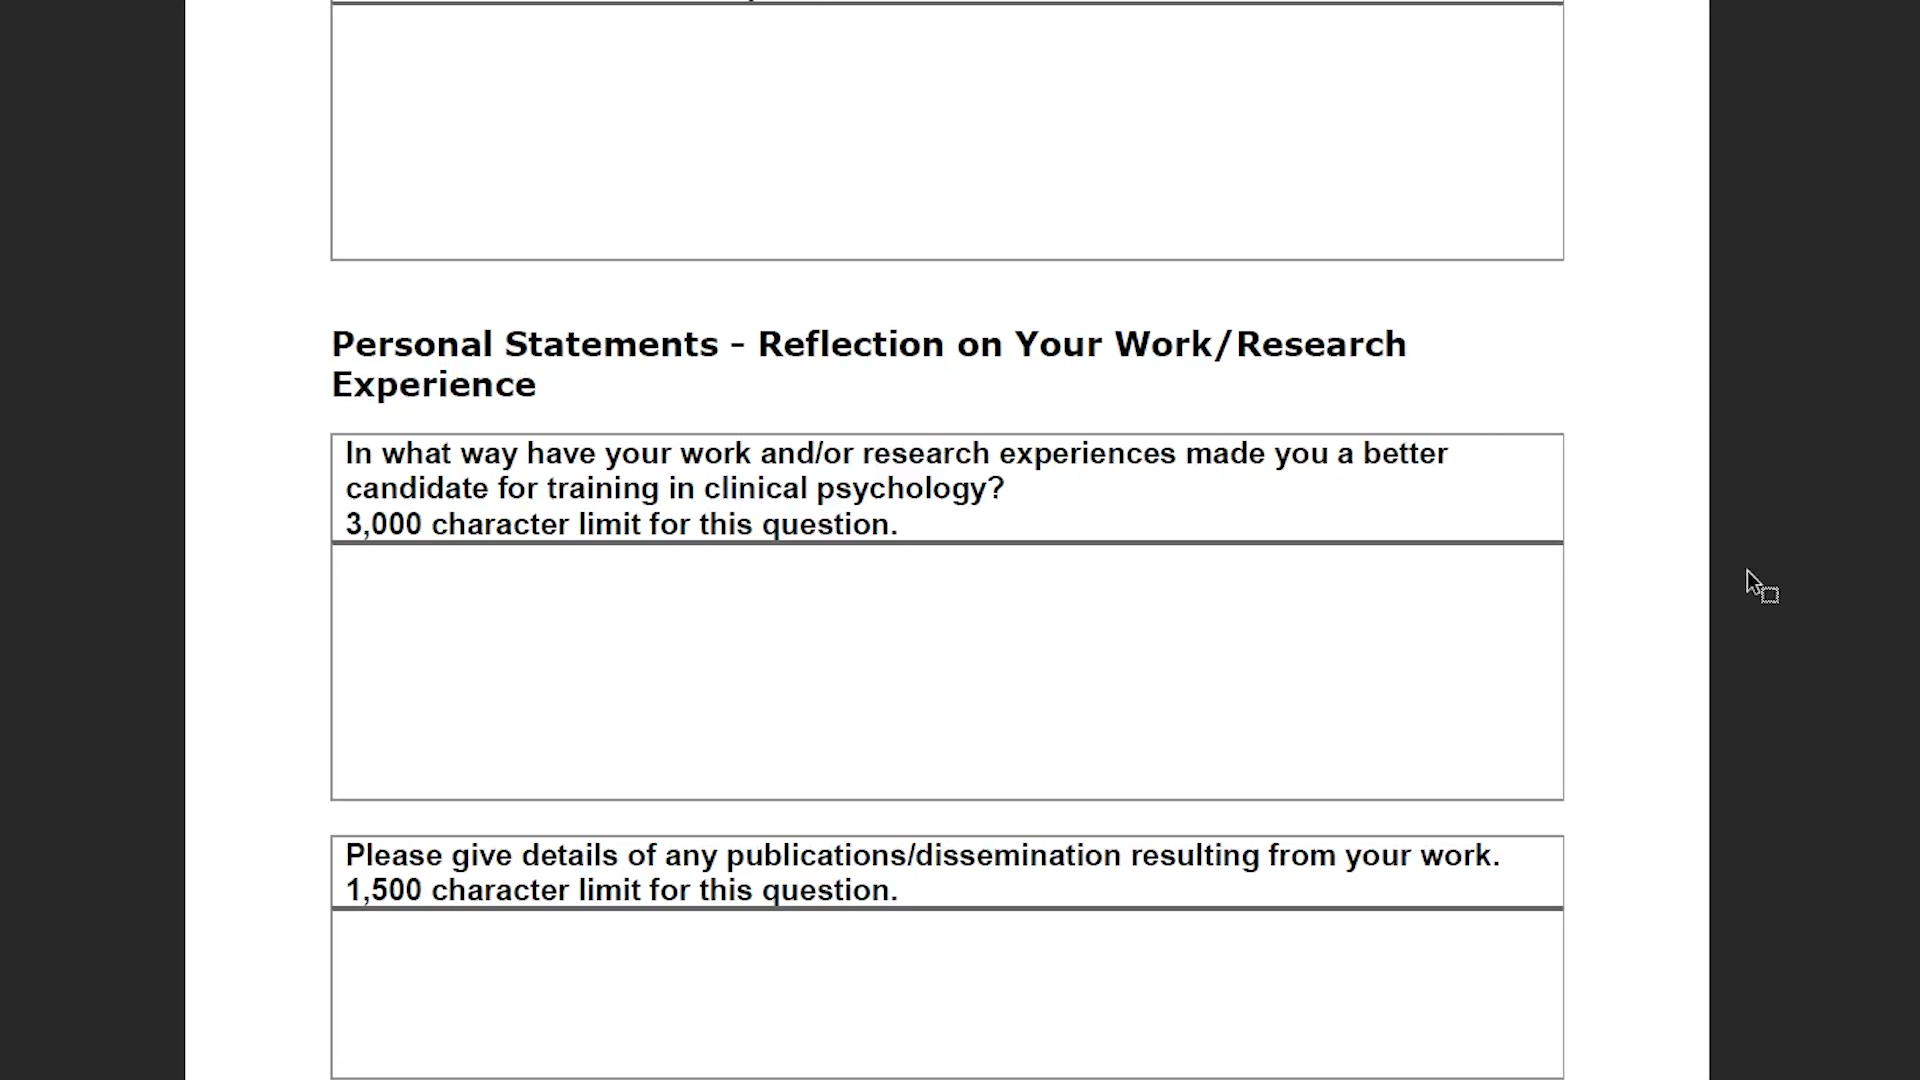 Personal Statements - Reflection on Your Work/Research
Experience
In what way have your work and/or research experiences made you a better
candidate for training in clinical psychology?
3,000 character limit for this question.
Please give details of any publications/dissemination resulting from your work.
1,500 character limit for this question.